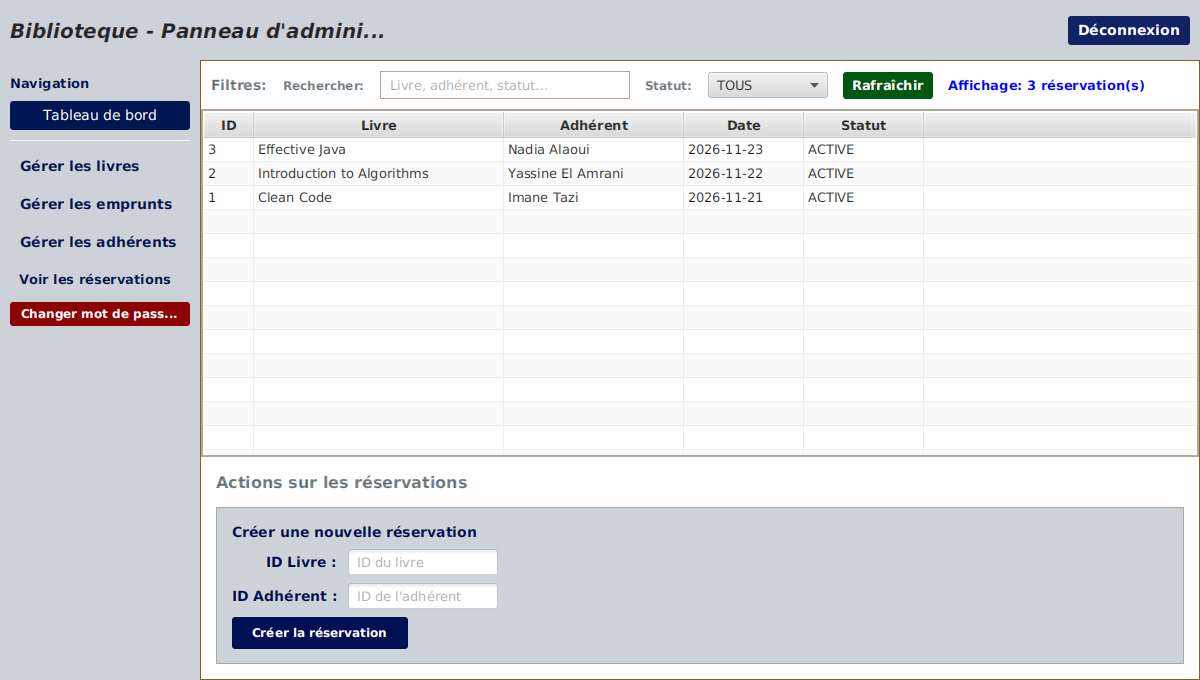 Biblioteque - Panneau d'admini...
Déconnexion
Navigation
Tableau de bord
Gérer les livres
Gérer les emprunts
Gérer les adhérents
Voir les réservations
Changer mot de pass...
Filtres: Rechercher: Livre, adhérent, statut... Statut: TOUS Rafraîchir Affichage: 3 réservation(s)
ID Livre Adhérent Date Statut
3 Effective Java Nadia Alaoui 2026-11-23 ACTIVE
2 Introduction to Algorithms Yassine El Amrani 2026-11-22 ACTIVE
1 Clean Code Imane Tazi 2026-11-21 ACTIVE
Actions sur les réservations
Créer une nouvelle réservation
ID Livre : ID du livre
ID Adhérent : ID de l'adhérent
Créer la réservation